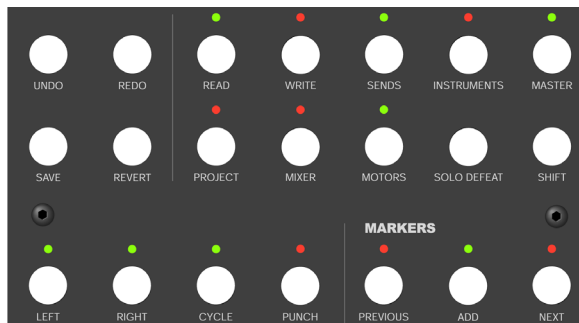 UNDO REDO READ WRITE SENDS INSTRUMENTS MASTER
SAVE REVERT PROJECT MIXER MOTORS SOLO DEFEAT SHIFT
MARKERS
LEFT RIGHT CYCLE PUNCH PREVIOUS ADD NEXT